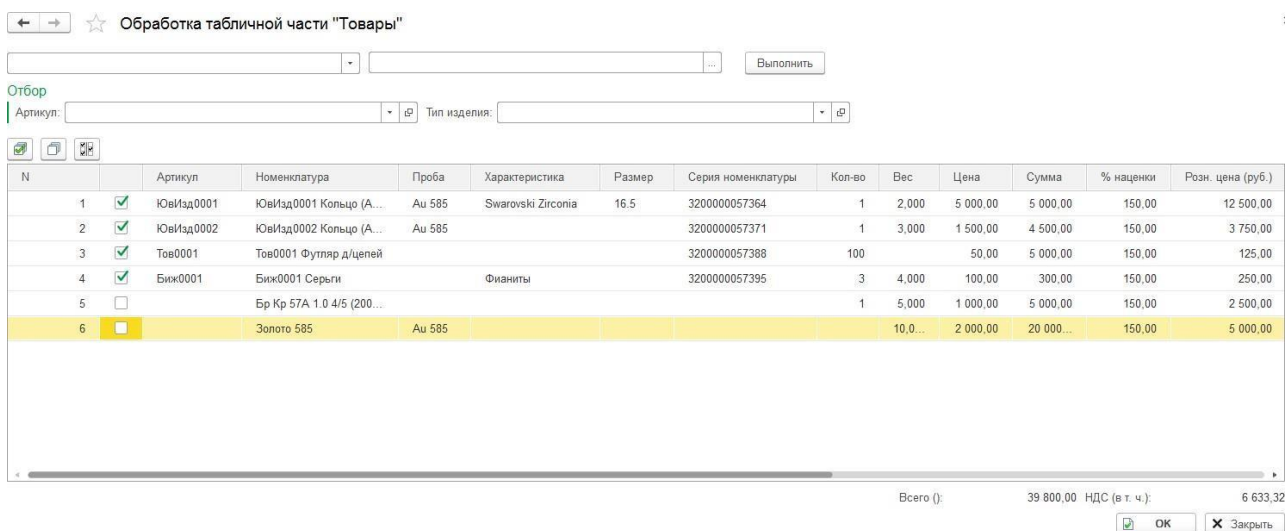 Обработка табличной части "Товары"
Выполнить
Отбор
Артикул: Тип изделия:
N Артикул Номенклатура Проба Характеристика Размер Серия номенклатуры Кол-во Вес Цена Сумма % наценки Розн. цена (руб.)
1 ЮвИзд0001 ЮвИзд0001 Кольцо (А... Au 585 Swarovski Zirconia 16.5 3200000057364 1 2,000 5 000,00 5 000,00 150,00 12 500,00
2 ЮвИзд0002 ЮвИзд0002 Кольцо (А... Au 585 3200000057371 1 3,000 1 500,00 4 500,00 150,00 3 750,00
3 Тов0001 Тов0001 Футляр д/цепей 3200000057388 100 50,00 5 000,00 150,00 125,00
4 Биж0001 Биж0001 Серьги Фианиты 3200000057395 3 4,000 100,00 300,00 150,00 250,00
5 Бр Кр 57А 1.0 4/5 (200... 1 5,000 1 000,00 5 000,00 150,00 2 500,00
6 Золото 585 Au 585 10,0... 2 000,00 20 000... 150,00 5 000,00
Всего (): 39 800,00 НДС (в т. ч.): 6 633,32
ОК Закрыть